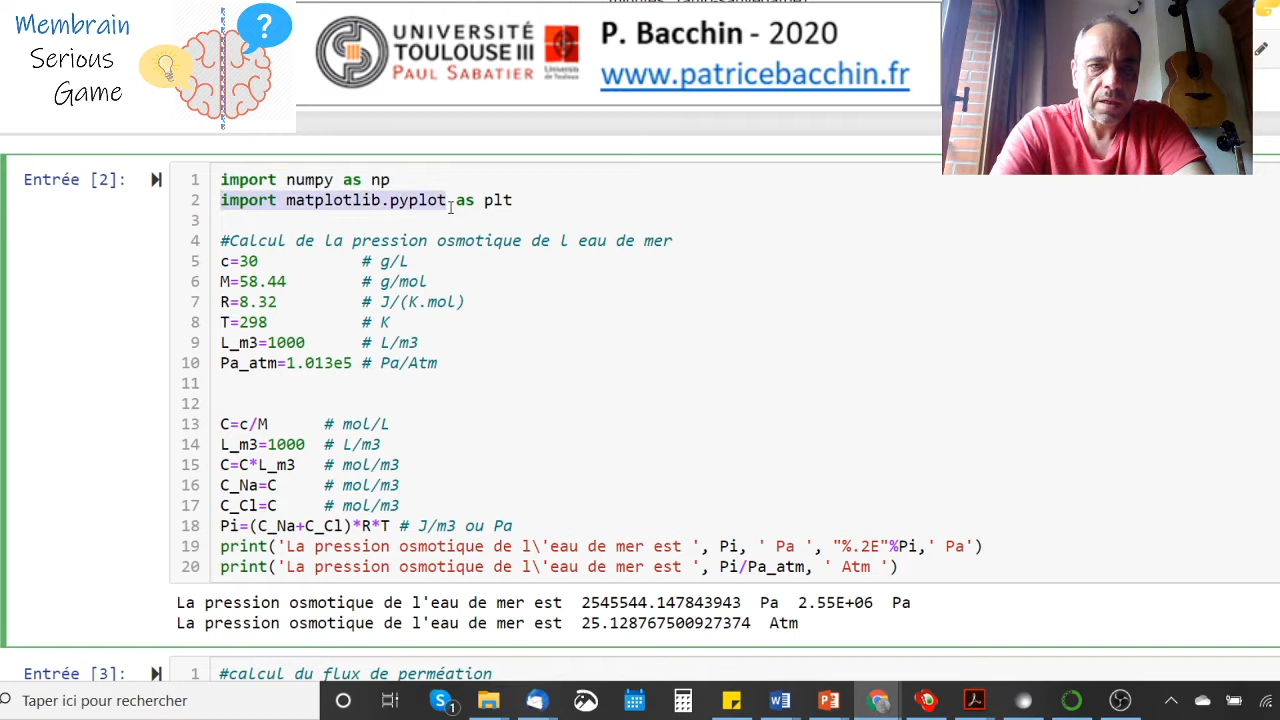 Membrain
Serious
Game
?
UNIVERSITÉ
TOULOUSE III
PAUL SABATIER
Université
de Toulouse
P. Bacchin - 2020
www.patricebacchin.fr
Entrée [2]:
1 import numpy as np
2 import matplotlib.pyplot as plt
3
4 #Calcul de la pression osmotique de l eau de mer
5 c=30 # g/L
6 M=58.44 # g/mol
7 R=8.32 # J/(K.mol)
8 T=298 # K
9 L_m3=1000 # L/m3
10 Pa_atm=1.013e5 # Pa/Atm
11
12
13 C=c/M # mol/L
14 L_m3=1000 # L/m3
15 C=C*L_m3 # mol/m3
16 C_Na=C # mol/m3
17 C_Cl=C # mol/m3
18 Pi=(C_Na+C_Cl)*R*T # J/m3 ou Pa
19 print('La pression osmotique de l\'eau de mer est ', Pi, ' Pa ', "%.2E"%Pi,' Pa')
20 print('La pression osmotique de l\'eau de mer est ', Pi/Pa_atm, ' Atm ')
La pression osmotique de l'eau de mer est 2545544.147843943 Pa 2.55E+06 Pa
La pression osmotique de l'eau de mer est 25.128767500927374 Atm
Entrée [3]:
1 #calcul du flux de perméation
Taper ici pour rechercher
1